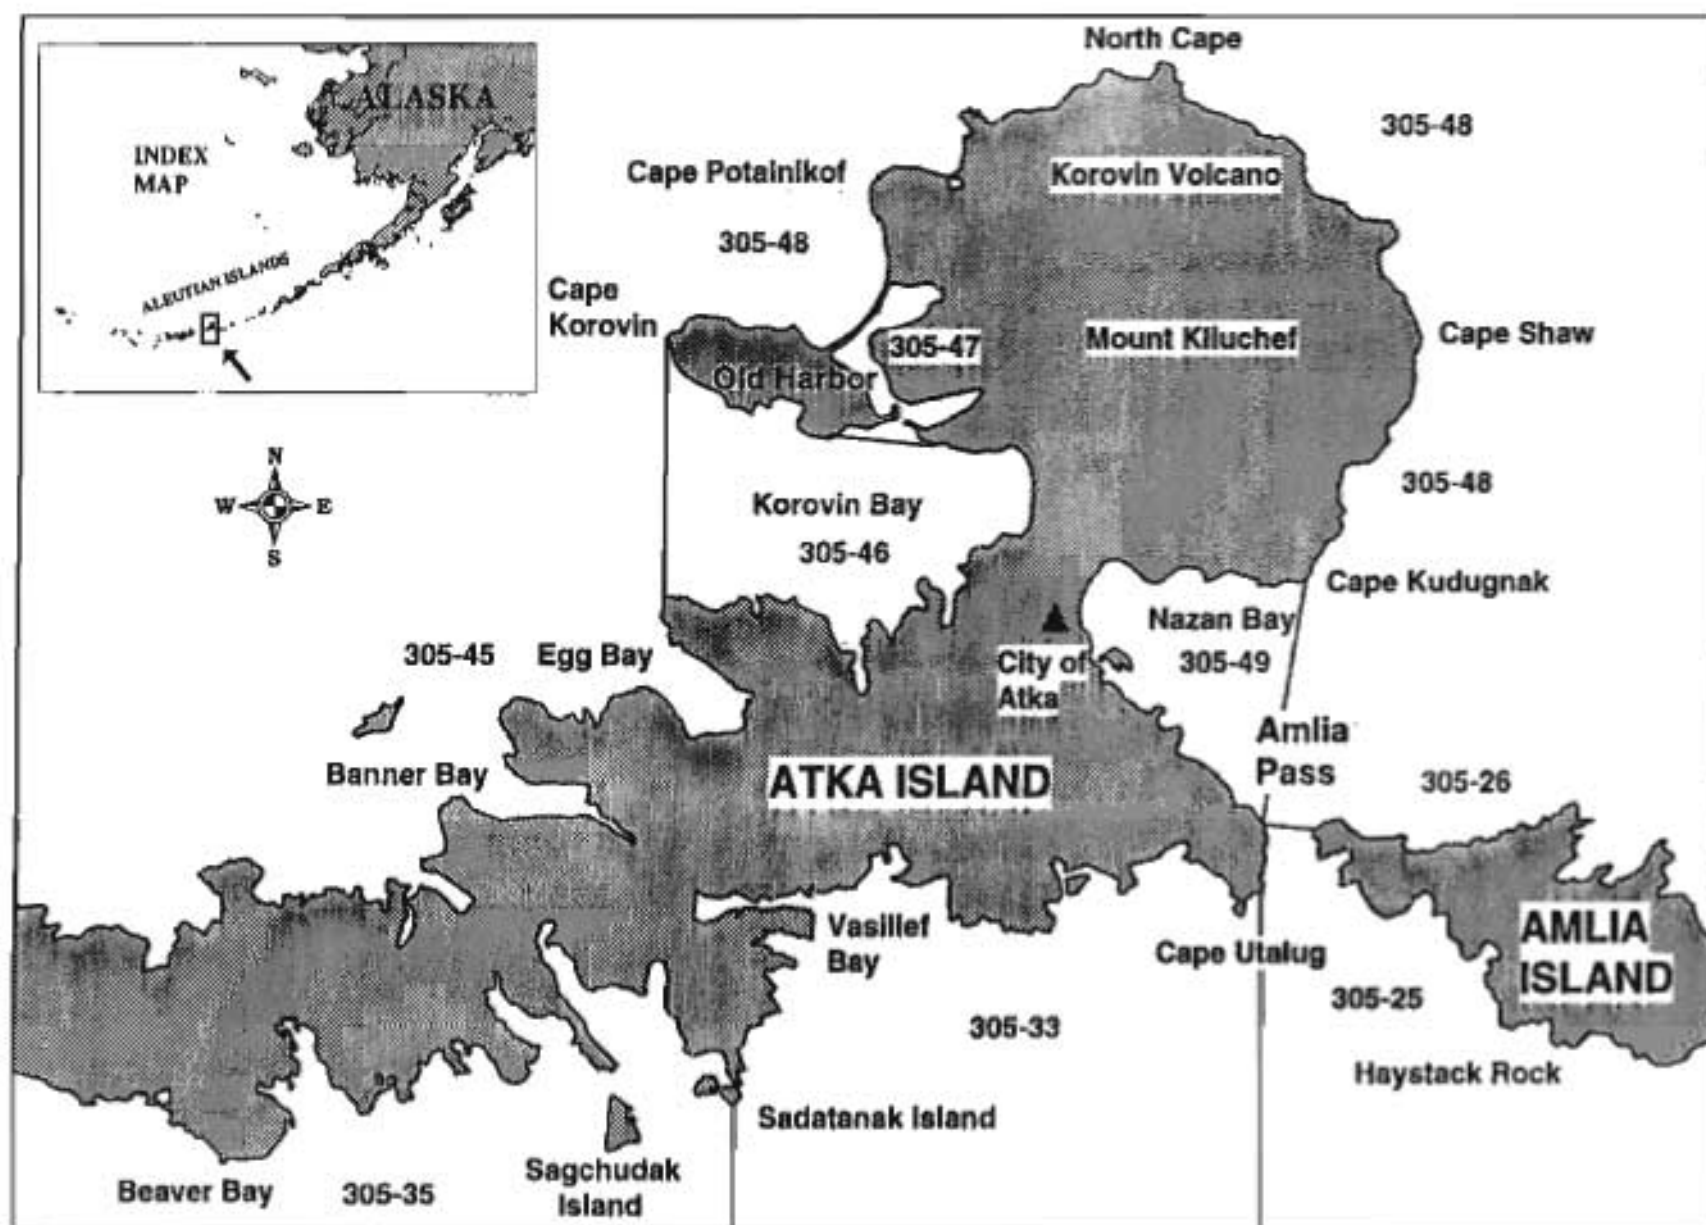 North Cape
ALASKA
INDEX
MAP
305-48
Cape Potainikof
Korovin Volcano
305-48
ALEUTIAN ISLANDS
Cape
Korovin
305-47
Mount Kiluchef
Cape Shaw
Old Harbor
N
W
E
S
Korovin Bay
305-46
305-48
Cape Kudugnak
Nazan Bay
305-49
305-45
Egg Bay
City of
Atka
Amlia
Pass
Banner Bay
ATKA ISLAND
305-26
Vasilief
Bay
Cape Utalug
AMLIA
ISLAND
305-25
305-33
Haystack Rock
Sadatanak Island
Sagchudak
Island
Beaver Bay
305-35